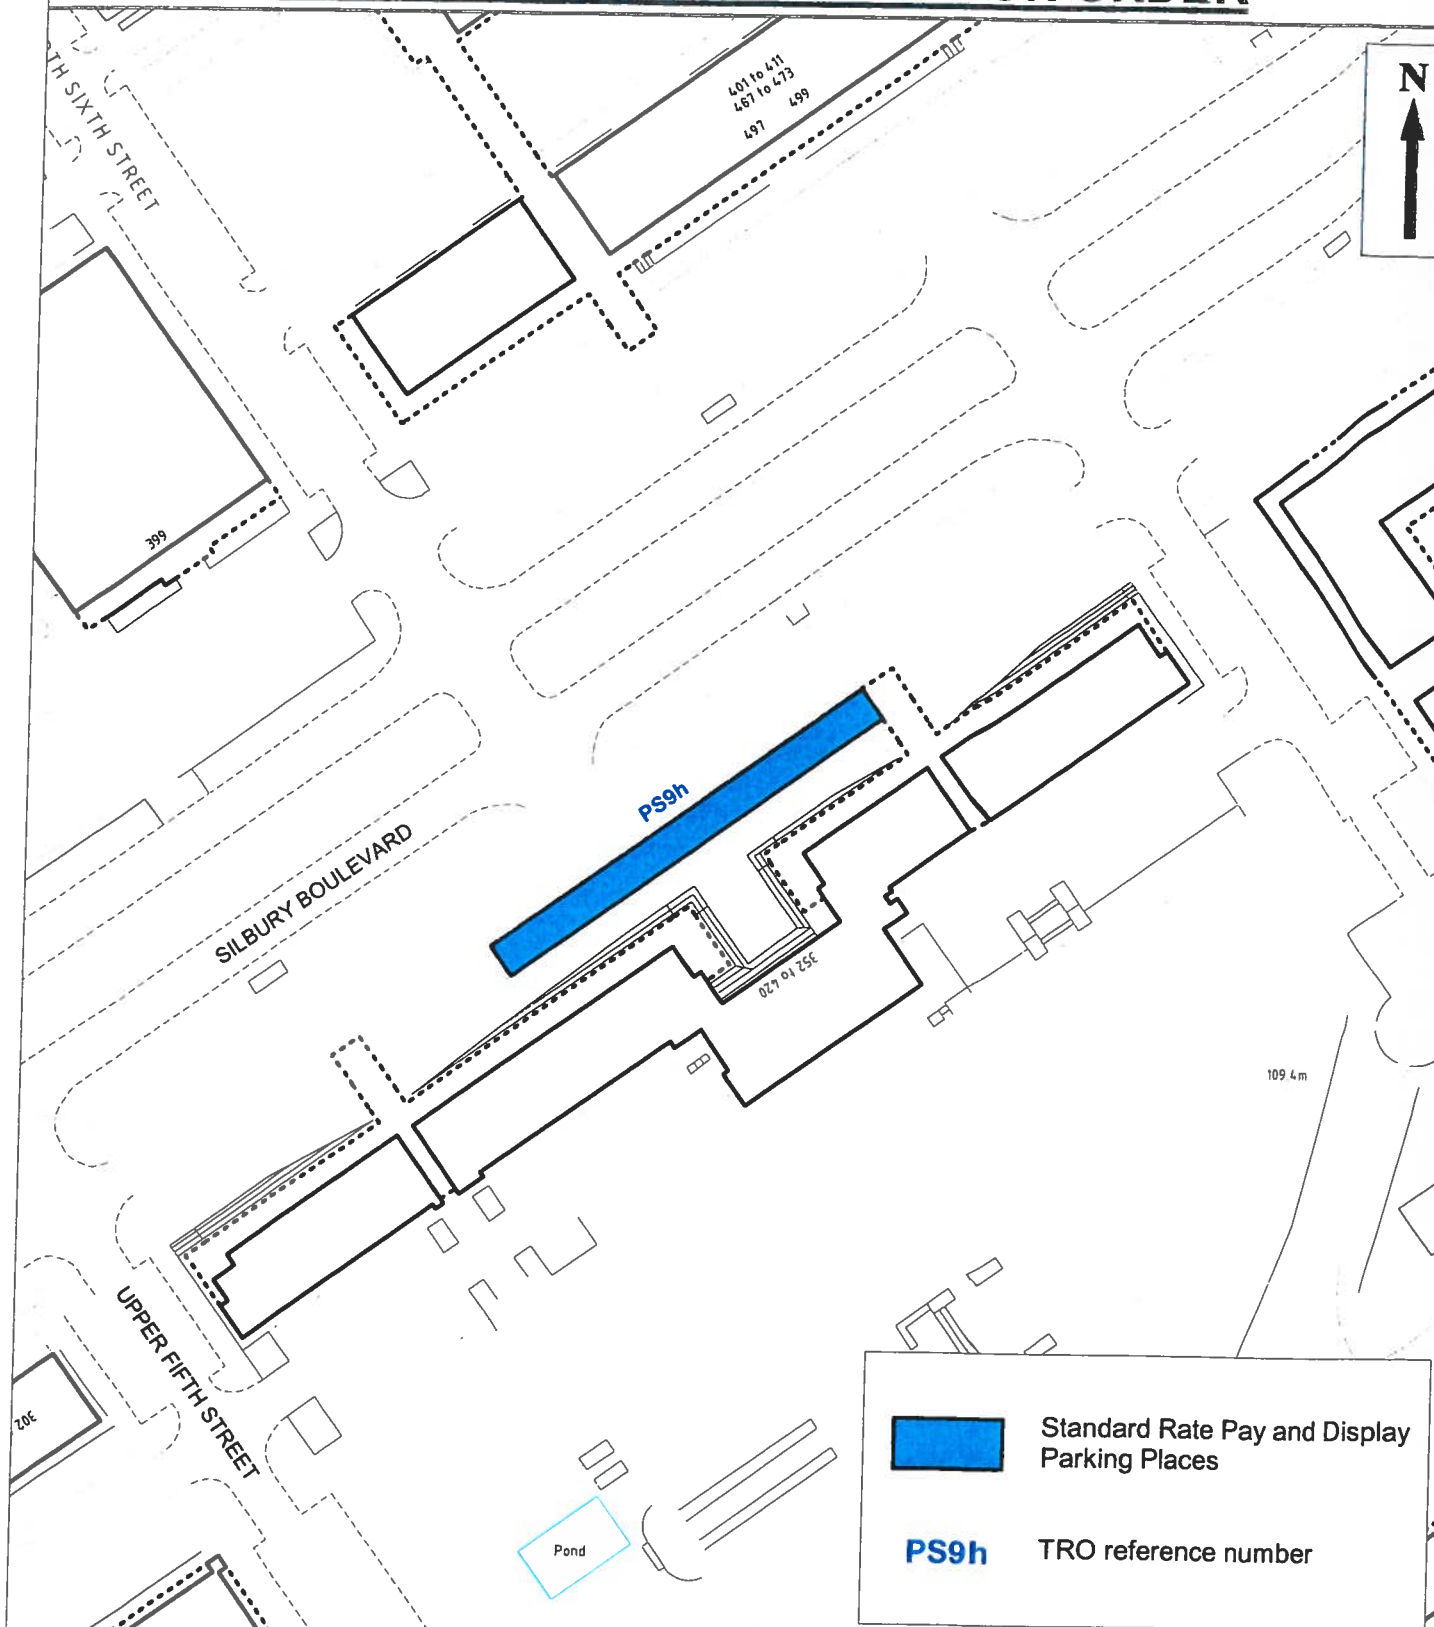 ORDER
N
401 to 411
467 to 473
499
497
SIXTH STREET
399
PS9h
SILBURY BOULEVARD
352 to 420
109.4m
UPPER FIFTH STREET
302
Pond
Standard Rate Pay and Display
Parking Places
PS9h TRO reference number